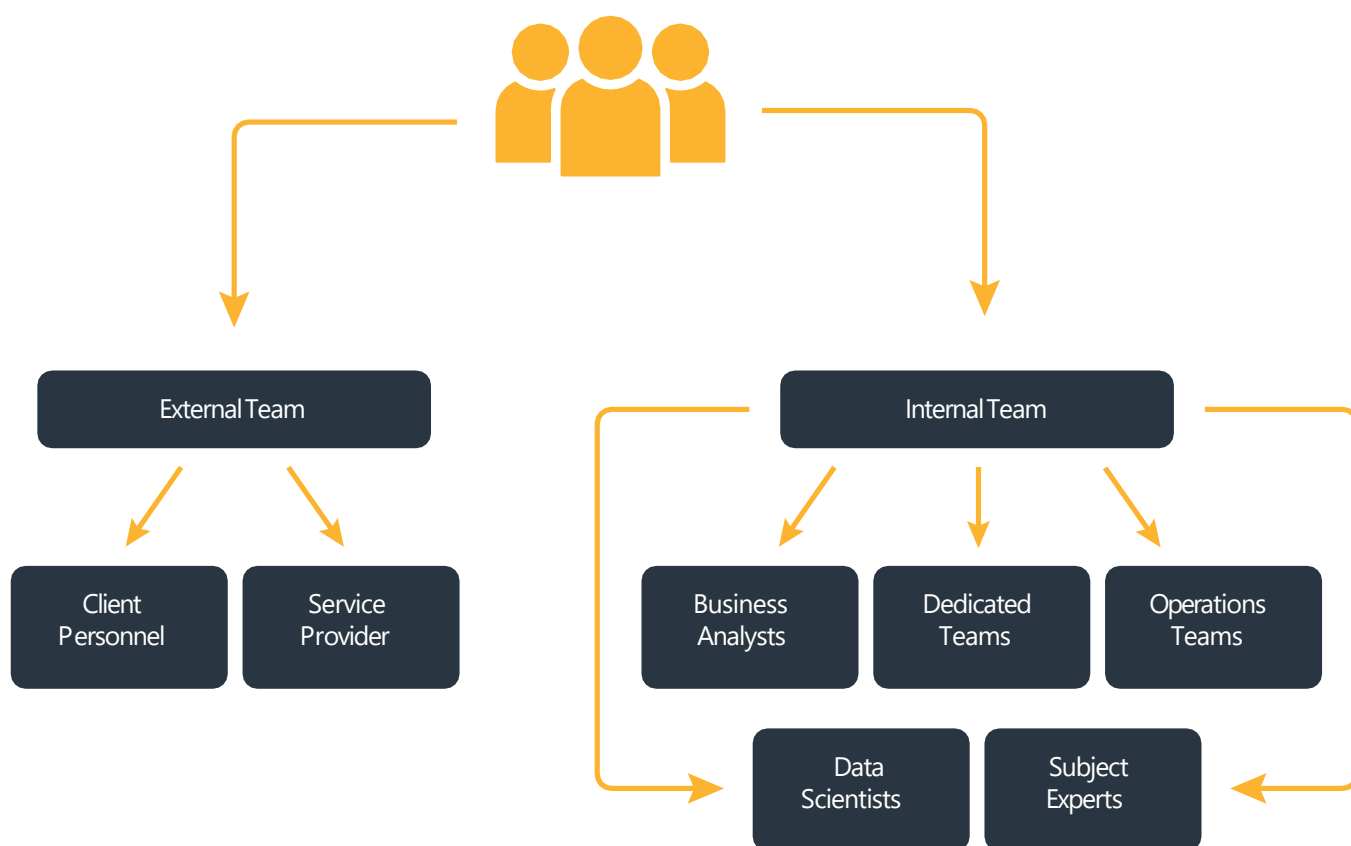 External Team
Internal Team
Client
Personnel
Service
Provider
Business
Analysts
Dedicated
Teams
Operations
Teams
Data
Scientists
Subject
Experts